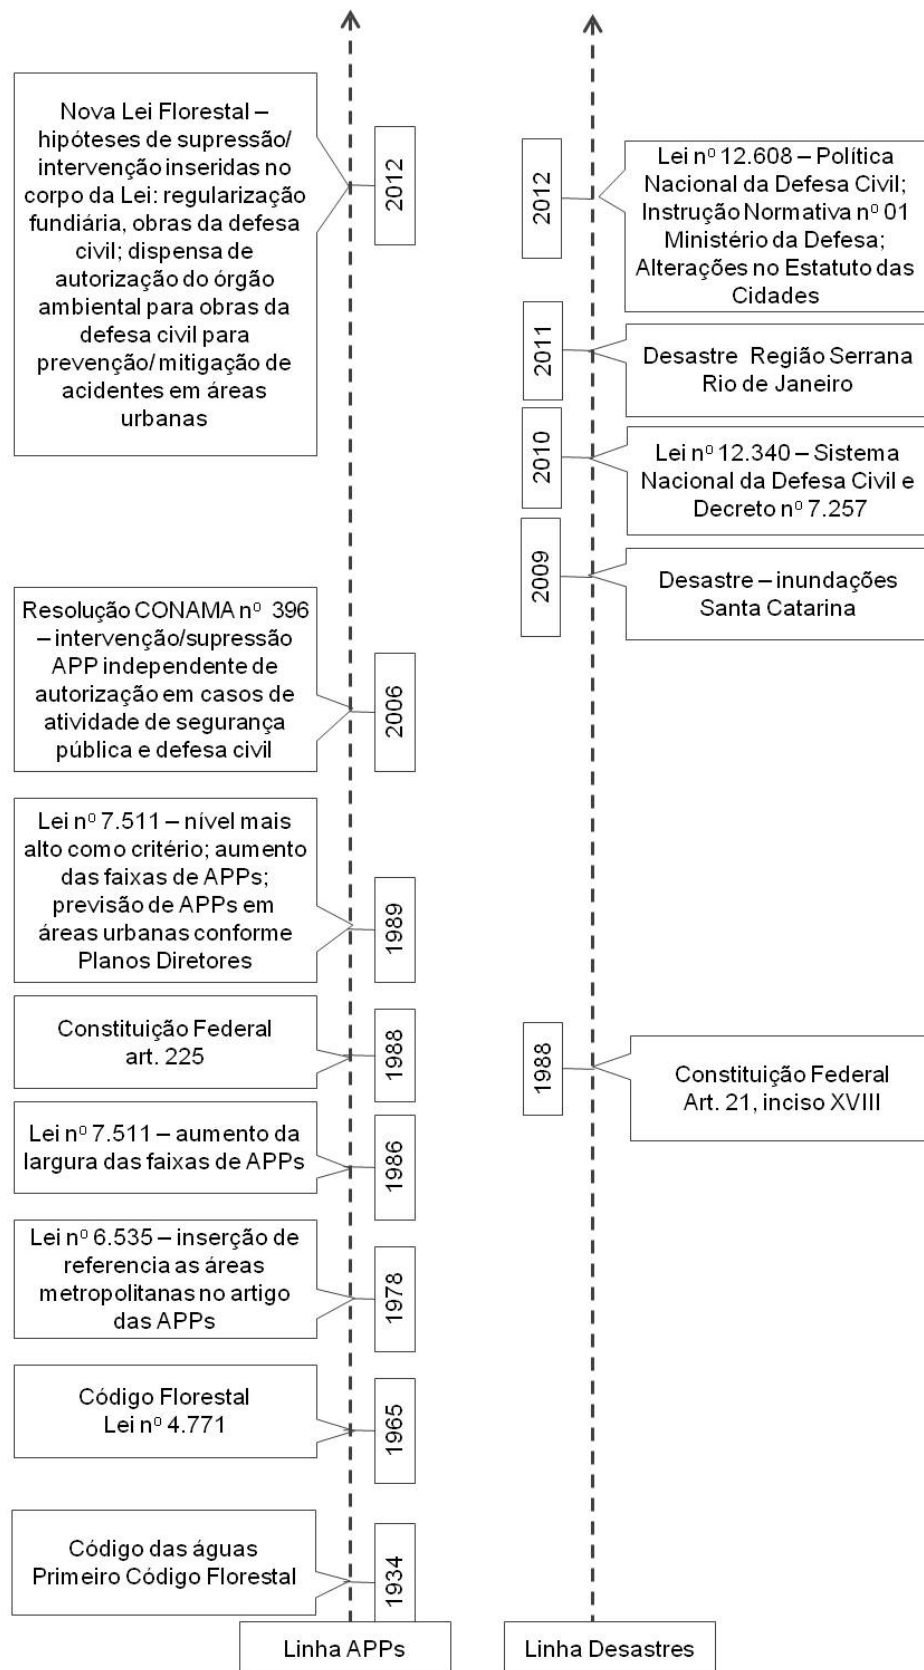 Nova Lei Florestal –
hipóteses de supressão/
intervenção inseridas no
corpo da Lei: regularização
fundiária, obras da defesa
civil; dispensa de
autorização do órgão
ambiental para obras da
defesa civil para
prevenção/ mitigação de
acidentes em áreas
urbanas
2012
Resolução CONAMA nº 396
– intervenção/supressão
APP independente de
autorização em casos de
atividade de segurança
pública e defesa civil
2006
Lei nº 7.511 – nível mais
alto como critério; aumento
das faixas de APPs;
previsão de APPs em
áreas urbanas conforme
Planos Diretores
1989
Constituição Federal
art. 225
1988
Lei nº 7.511 – aumento da
largura das faixas de APPs
1986
Lei nº 6.535 – inserção de
referencia as áreas
metropolitanas no artigo
das APPs
1978
Código Florestal
Lei nº 4.771
1965
Código das águas
Primeiro Código Florestal
1934
Linha APPs
2012
Lei nº 12.608 – Política
Nacional da Defesa Civil;
Instrução Normativa nº 01
Ministério da Defesa;
Alterações no Estatuto das
Cidades
2011
Desastre Região Serrana
Rio de Janeiro
2010
Lei nº 12.340 – Sistema
Nacional da Defesa Civil e
Decreto nº 7.257
2009
Desastre – inundações
Santa Catarina
1988
Constituição Federal
Art. 21, inciso XVIII
Linha Desastres